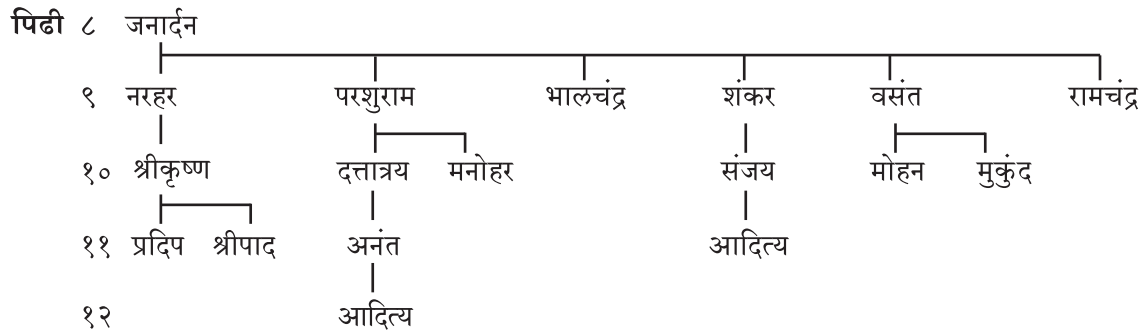 पिढी ८ जनार्दन
९ नरहर परशुराम भालचंद्र शंकर वसंत रामचंद्र
१० श्रीकृष्ण दत्तात्रय मनोहर संजय मोहन मुकुंद
११ प्रदिप श्रीपाद अनंत आदित्य
१२ आदित्य